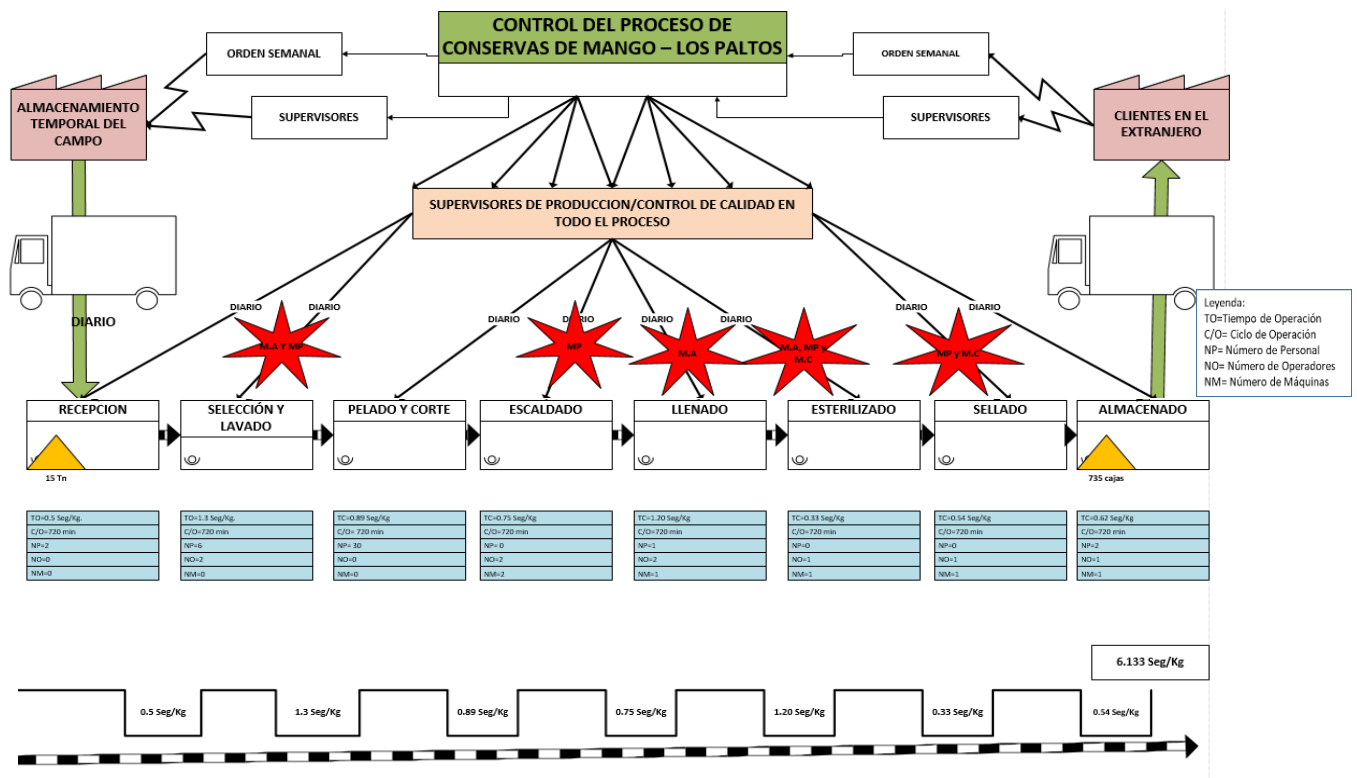 CONTROL DEL PROCESO DE
CONSERVAS DE MANGO – LOS PALTOS
ORDEN SEMANAL
ORDEN SEMANAL
ALMACENAMIENTO
TEMPORAL DEL
CAMPO
SUPERVISORES
SUPERVISORES
CLIENTES EN EL
EXTRANJERO
SUPERVISORES DE PRODUCCION/CONTROL DE CALIDAD EN
TODO EL PROCESO
DIARIO
DIARIO
DIARIO
DIARIO
DIARIO
DIARIO
DIARIO
DIARIO
DIARIO
M.A Y MP
MP
M.A
M.A, MP y
M.C
MP y M.C
Leyenda:
TO=Tiempo de Operación
C/O= Ciclo de Operación
NP= Número de Personal
NO= Número de Operadores
NM= Número de Máquinas
RECEPCION
SELECCIÓN Y
LAVADO
PELADO Y CORTE
ESCALDADO
LLENADO
ESTERILIZADO
SELLADO
ALMACENADO
15 Tn
735 cajas
TO=0.5 Seg/Kg.
C/O=720 min
NP=2
NO=0
NM=0
TO=1.3 Seg/Kg.
C/O=720 min
NP=6
NO=2
NM=0
TC=0.89 Seg/Kg
C/O= 720 min
NP= 30
NO=0
NM=0
TC=0.75 Seg/Kg
C/O=720 min
NP= 0
NO=2
NM=2
TC=1.20 Seg/Kg
C/O=720 min
NP=1
NO=2
NM=1
TC=0.33 Seg/Kg
C/O=720 min
NP=0
NO=1
NM=1
TC=0.54 Seg/Kg
C/O=720 min
NP=0
NO=1
NM=1
TC=0.62 Seg/Kg
C/O=720 min
NP=2
NO=1
NM=1
6.133 Seg/Kg
0.5 Seg/Kg
1.3 Seg/Kg
0.89 Seg/Kg
0.75 Seg/Kg
1.20 Seg/Kg
0.33 Seg/Kg
0.54 Seg/Kg